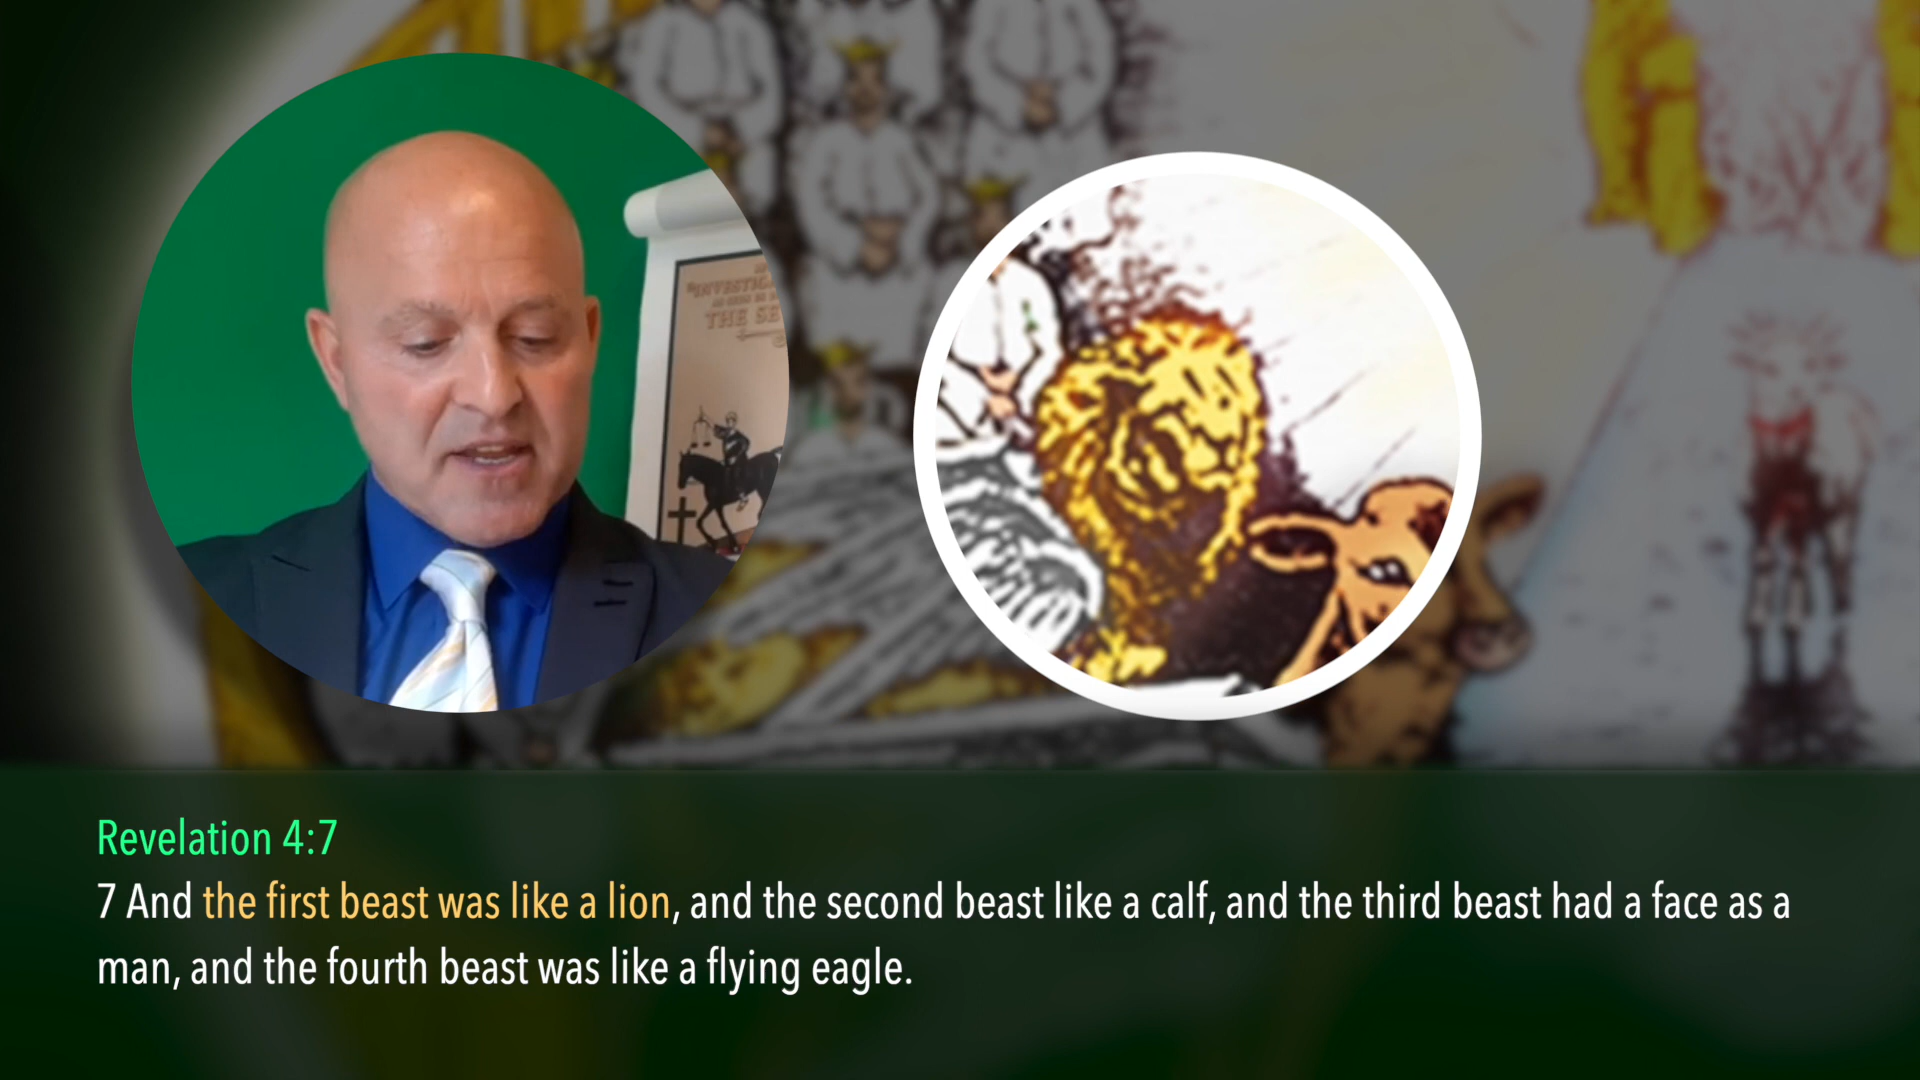 THE
Revelation 4:7
7 And the first beast was like a lion, and the second beast like a calf, and the third beast had a face as a
man, and the fourth beast was like a flying eagle.